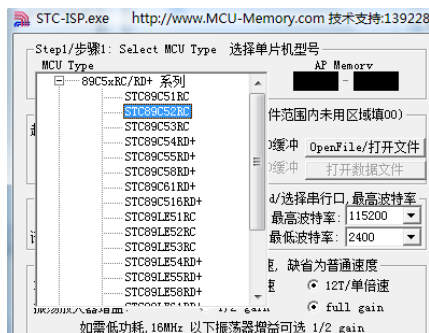 STC-ISP.exe http://www.MCU-Memory.com 技术支持:139228
Step1/步骤1: Select MCU Type 选择单片机型号
MCU Type AP Memory
89C5xRC/RD+ 系列
STC89C51RC
STC89C52RC
STC89C53RC
STC89C54RD+
STC89C55RD+
STC89C58RD+
STC89C61RD+
STC89C516RD+
STC89LE51RC
STC89LE52RC
STC89LE53RC
STC89LE54RD+
STC89LE55RD+
STC89LE58RD+
-
件范围内未用区域填00)
缓冲 OpenFile/打开文件
缓冲 打开数据文件
d/选择串行口,最高波特率
最高波特率: 115200
最低波特率: 2400
缺省为普通速度
12T/单倍速
1/2 gain full gain
如需低功耗,16MHz 以下振荡器增益可选 1/2 gain